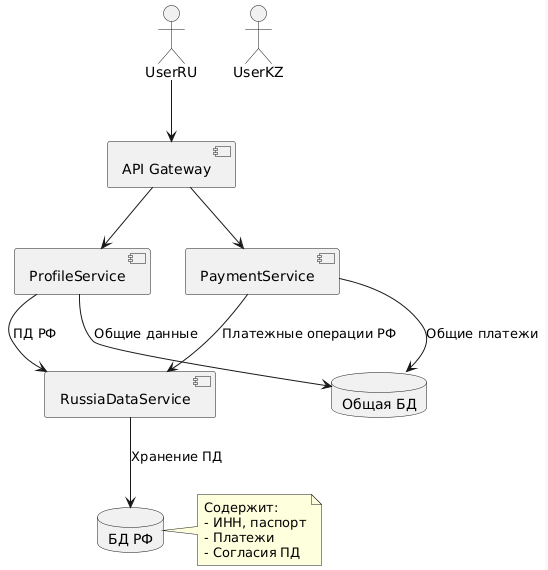 UserRU
UserKZ
API Gateway
ProfileService
PaymentService
ПД РФ
Общие данные
Платежные операции РФ
Общие платежи
RussiaDataService
Общая БД
Хранение ПД
БД РФ
Содержит:
- ИНН, паспорт
- Платежи
- Согласия ПД